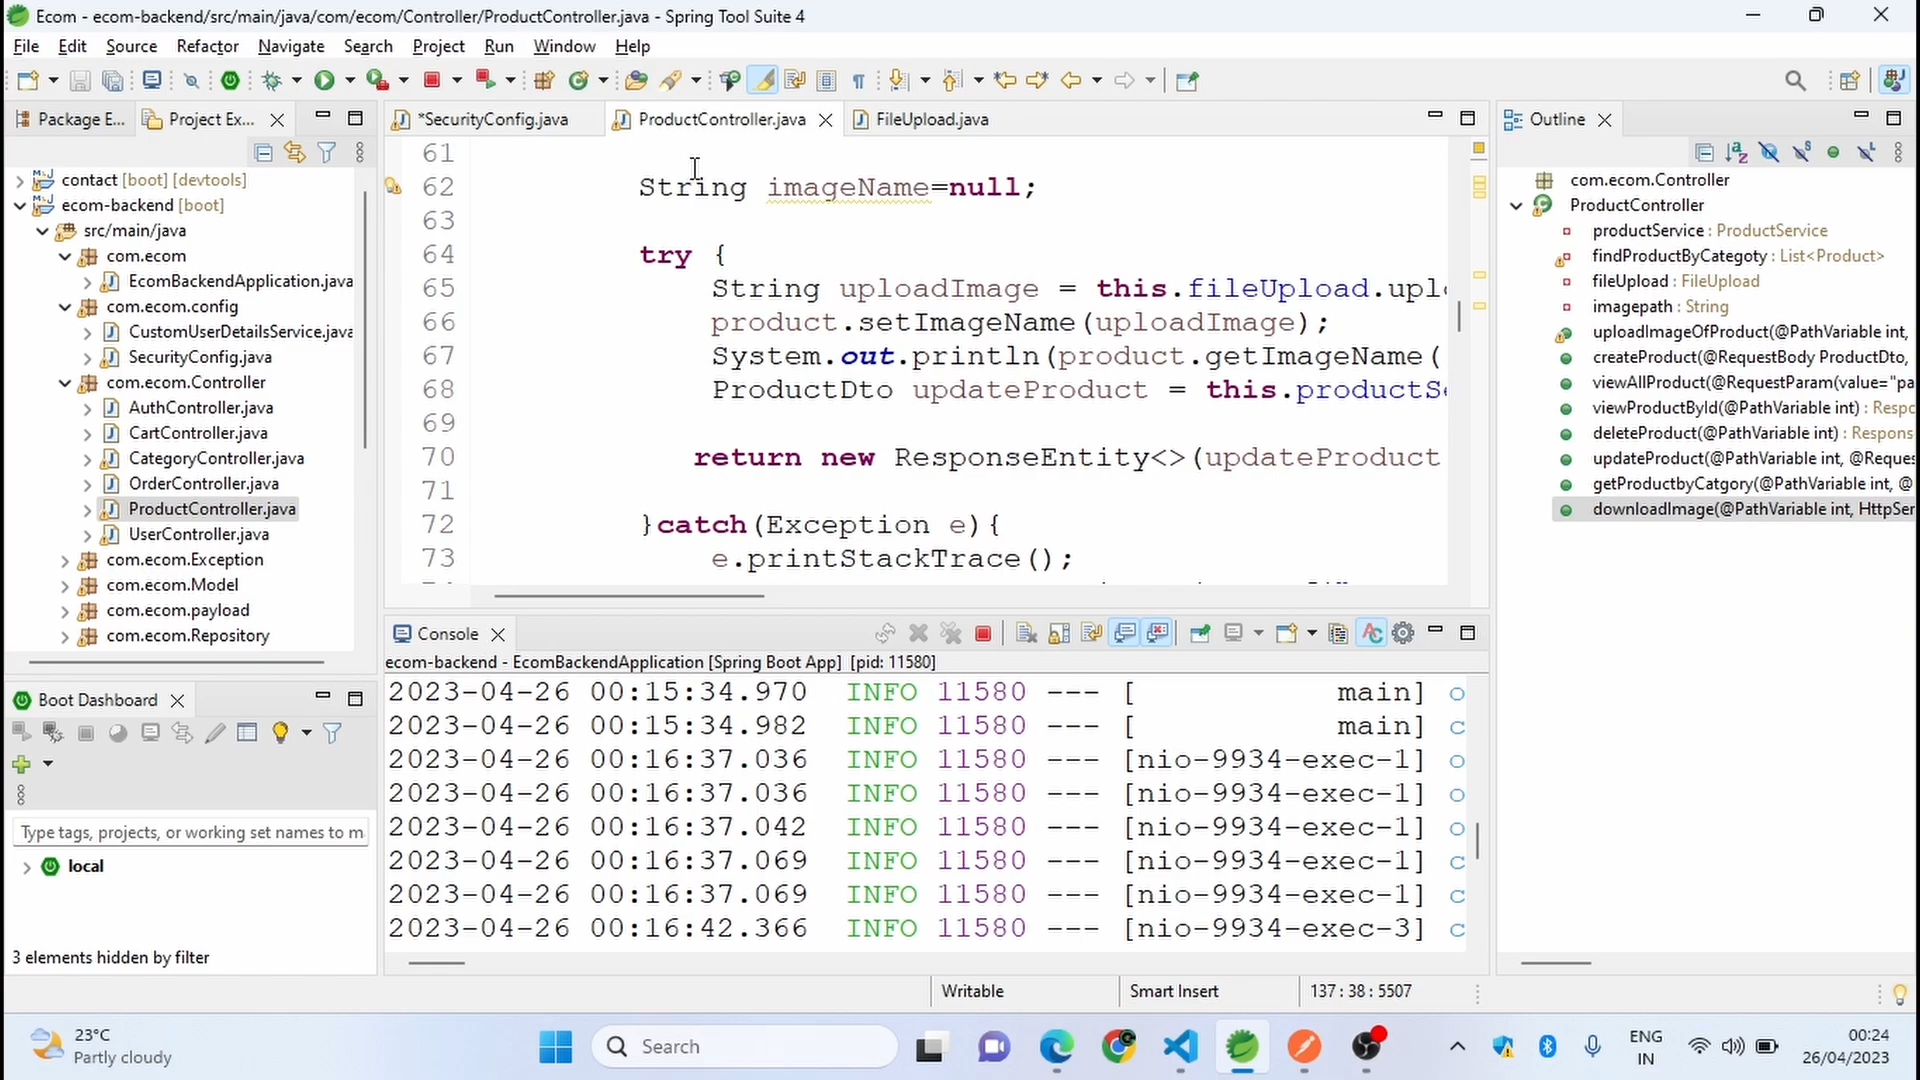 Ecom - ecom-backend/src/main/java/com/ecom/Controller/ProductController.java - Spring Tool Suite 4
File Edit Source Refactor Navigate Search Project Run Window Help
Package E... Project Ex...
contact [boot] [devtools]
ecom-backend [boot]
src/main/java
com.ecom
EcomBackendApplication.java
com.ecom.config
CustomUserDetailsService.java
SecurityConfig.java
com.ecom.Controller
AuthController.java
CartController.java
CategoryController.java
OrderController.java
ProductController.java
UserController.java
com.ecom.Exception
com.ecom.Model
com.ecom.payload
com.ecom.Repository
Boot Dashboard
Type tags, projects, or working set names to m
local
3 elements hidden by filter
*SecurityConfig.java ProductController.java FileUpload.java
61
62 String imageName=null;
63
64 try {
65 String uploadImage = this.fileUpload.uplo
66 product.setImageName(uploadImage);
67 System.out.println(product.getImageName(
68 ProductDto updateProduct = this.productS
69
70 return new ResponseEntity<>(updateProduct
71
72 }catch(Exception e){
73 e.printStackTrace();
Console
ecom-backend - EcomBackendApplication [Spring Boot App] [pid: 11580]
2023-04-26 00:15:34.970 INFO 11580 --- [ main] o
2023-04-26 00:15:34.982 INFO 11580 --- [ main] c
2023-04-26 00:16:37.036 INFO 11580 --- [nio-9934-exec-1] o
2023-04-26 00:16:37.036 INFO 11580 --- [nio-9934-exec-1] o
2023-04-26 00:16:37.042 INFO 11580 --- [nio-9934-exec-1] o
2023-04-26 00:16:37.069 INFO 11580 --- [nio-9934-exec-1] c
2023-04-26 00:16:37.069 INFO 11580 --- [nio-9934-exec-1] c
2023-04-26 00:16:42.366 INFO 11580 --- [nio-9934-exec-3] c
Outline
com.ecom.Controller
ProductController
productService : ProductService
findProductByCategoty : List<Product>
fileUpload : FileUpload
imagepath : String
uploadImageOfProduct(@PathVariable int,
createProduct(@RequestBody ProductDto,
viewAllProduct(@RequestParam(value="pa
viewProductById(@PathVariable int) : Respo
deleteProduct(@PathVariable int) : Respons
updateProduct(@PathVariable int, @Reques
getProductbyCatgory(@PathVariable int, @
downloadImage(@PathVariable int, HttpSer
Writable Smart Insert 137 : 38 : 5507
23°C
Partly cloudy
Search
ENG
IN
00:24
26/04/2023